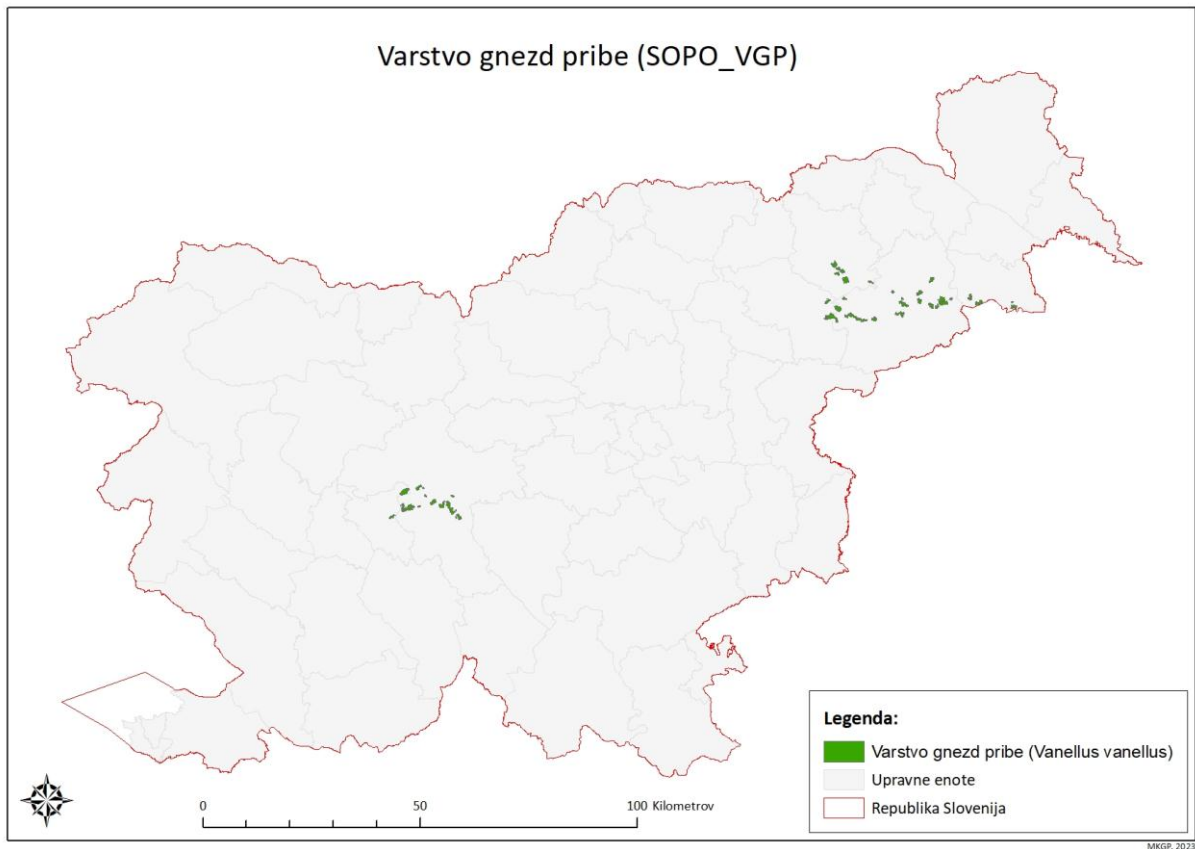 Varstvo gnezd pribe (SOPO_VGP)
Legenda:
Varstvo gnezd pribe (Vanellus vanellus)
Upravne enote
Republika Slovenija
0 50 100 Kilometrov
MKGP, 2023